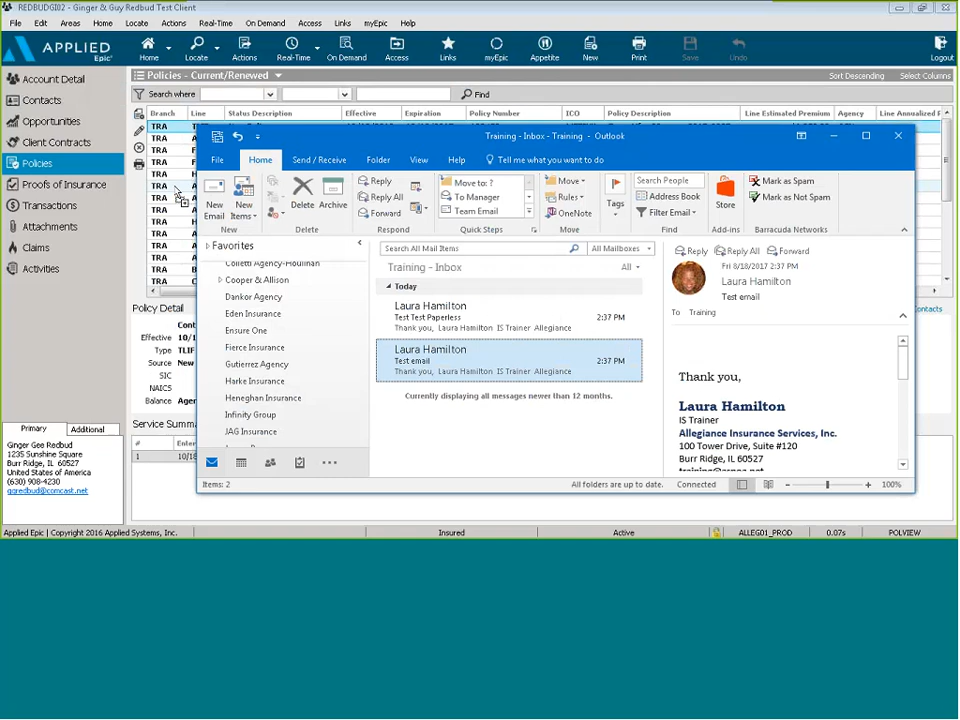 REDBUDGI02 - Ginger & Guy Redbud Test Client
File Edit Areas Home Locate Actions Real-Time On Demand Access Links myEpic Help
APPLIED Epic
Home Locate Actions Real-Time On Demand Access Links myEpic Appetite New Print Save Undo Logout
Account Detail
Contacts
Opportunities
Client Contracts
Policies
Proofs of Insurance
Transactions
Attachments
Claims
Activities
Policies - Current/Renewed
Sort Descending Select Columns
Search where Find
Branch Line Status Description Effective Expiration Policy Number ICO Policy Description Line Estimated Premium Agency Line Annualized
TRA
TRA A
TRA F
TRA F
TRA H
TRA A
TRA A
TRA A
TRA H
TRA A
TRA A
TRA A
TRA B
TRA C
Policy Detail
Contacts
Cont
Effective 10/1
Type TLIF
Source New
SIC
NAICS
Balance Agen
Service Summa
# Enter
1 10/18
Primary Additional
Ginger Gee Redbud
1235 Sunshine Square
Burr Ridge, IL 60527
United States of America
(630) 908-4230
ggredbud@comcast.net
Training - Inbox - Training - Outlook
File Home Send / Receive Folder View Help Tell me what you want to do
New Email
New Items
New
Delete Archive
Delete
Reply
Reply All
Forward
Respond
Move to: ?
To Manager
Team Email
Quick Steps
Move
Rules
OneNote
Move
Tags
Search People
Address Book
Filter Email
Find
Store
Add-ins
Mark as Spam
Mark as Not Spam
Barracuda Networks
Favorites
Colletti Agency-Houlihan
Cooper & Allison
Dankor Agency
Eden Insurance
Ensure One
Fierce Insurance
Gutierrez Agency
Harke Insurance
Heneghan Insurance
Infinity Group
JAG Insurance
Search All Mail Items All Mailboxes
Training - Inbox All
Today
Laura Hamilton
Test Test Paperless 2:37 PM
Thank you, Laura Hamilton IS Trainer Allegiance
Laura Hamilton
Test email 2:37 PM
Thank you, Laura Hamilton IS Trainer Allegiance
Currently displaying all messages newer than 12 months.
Reply Reply All Forward
Fri 8/18/2017 2:37 PM
Laura Hamilton
Test email
To Training
Thank you,
Laura Hamilton
IS Trainer
Allegiance Insurance Services, Inc.
100 Tower Drive, Suite #120
Burr Ridge, IL 60527
Items: 2 All folders are up to date. Connected 100%
Applied Epic | Copyright 2016 Applied Systems, Inc. Insured Active ALLEG01_PROD 0.07s POLVIEW